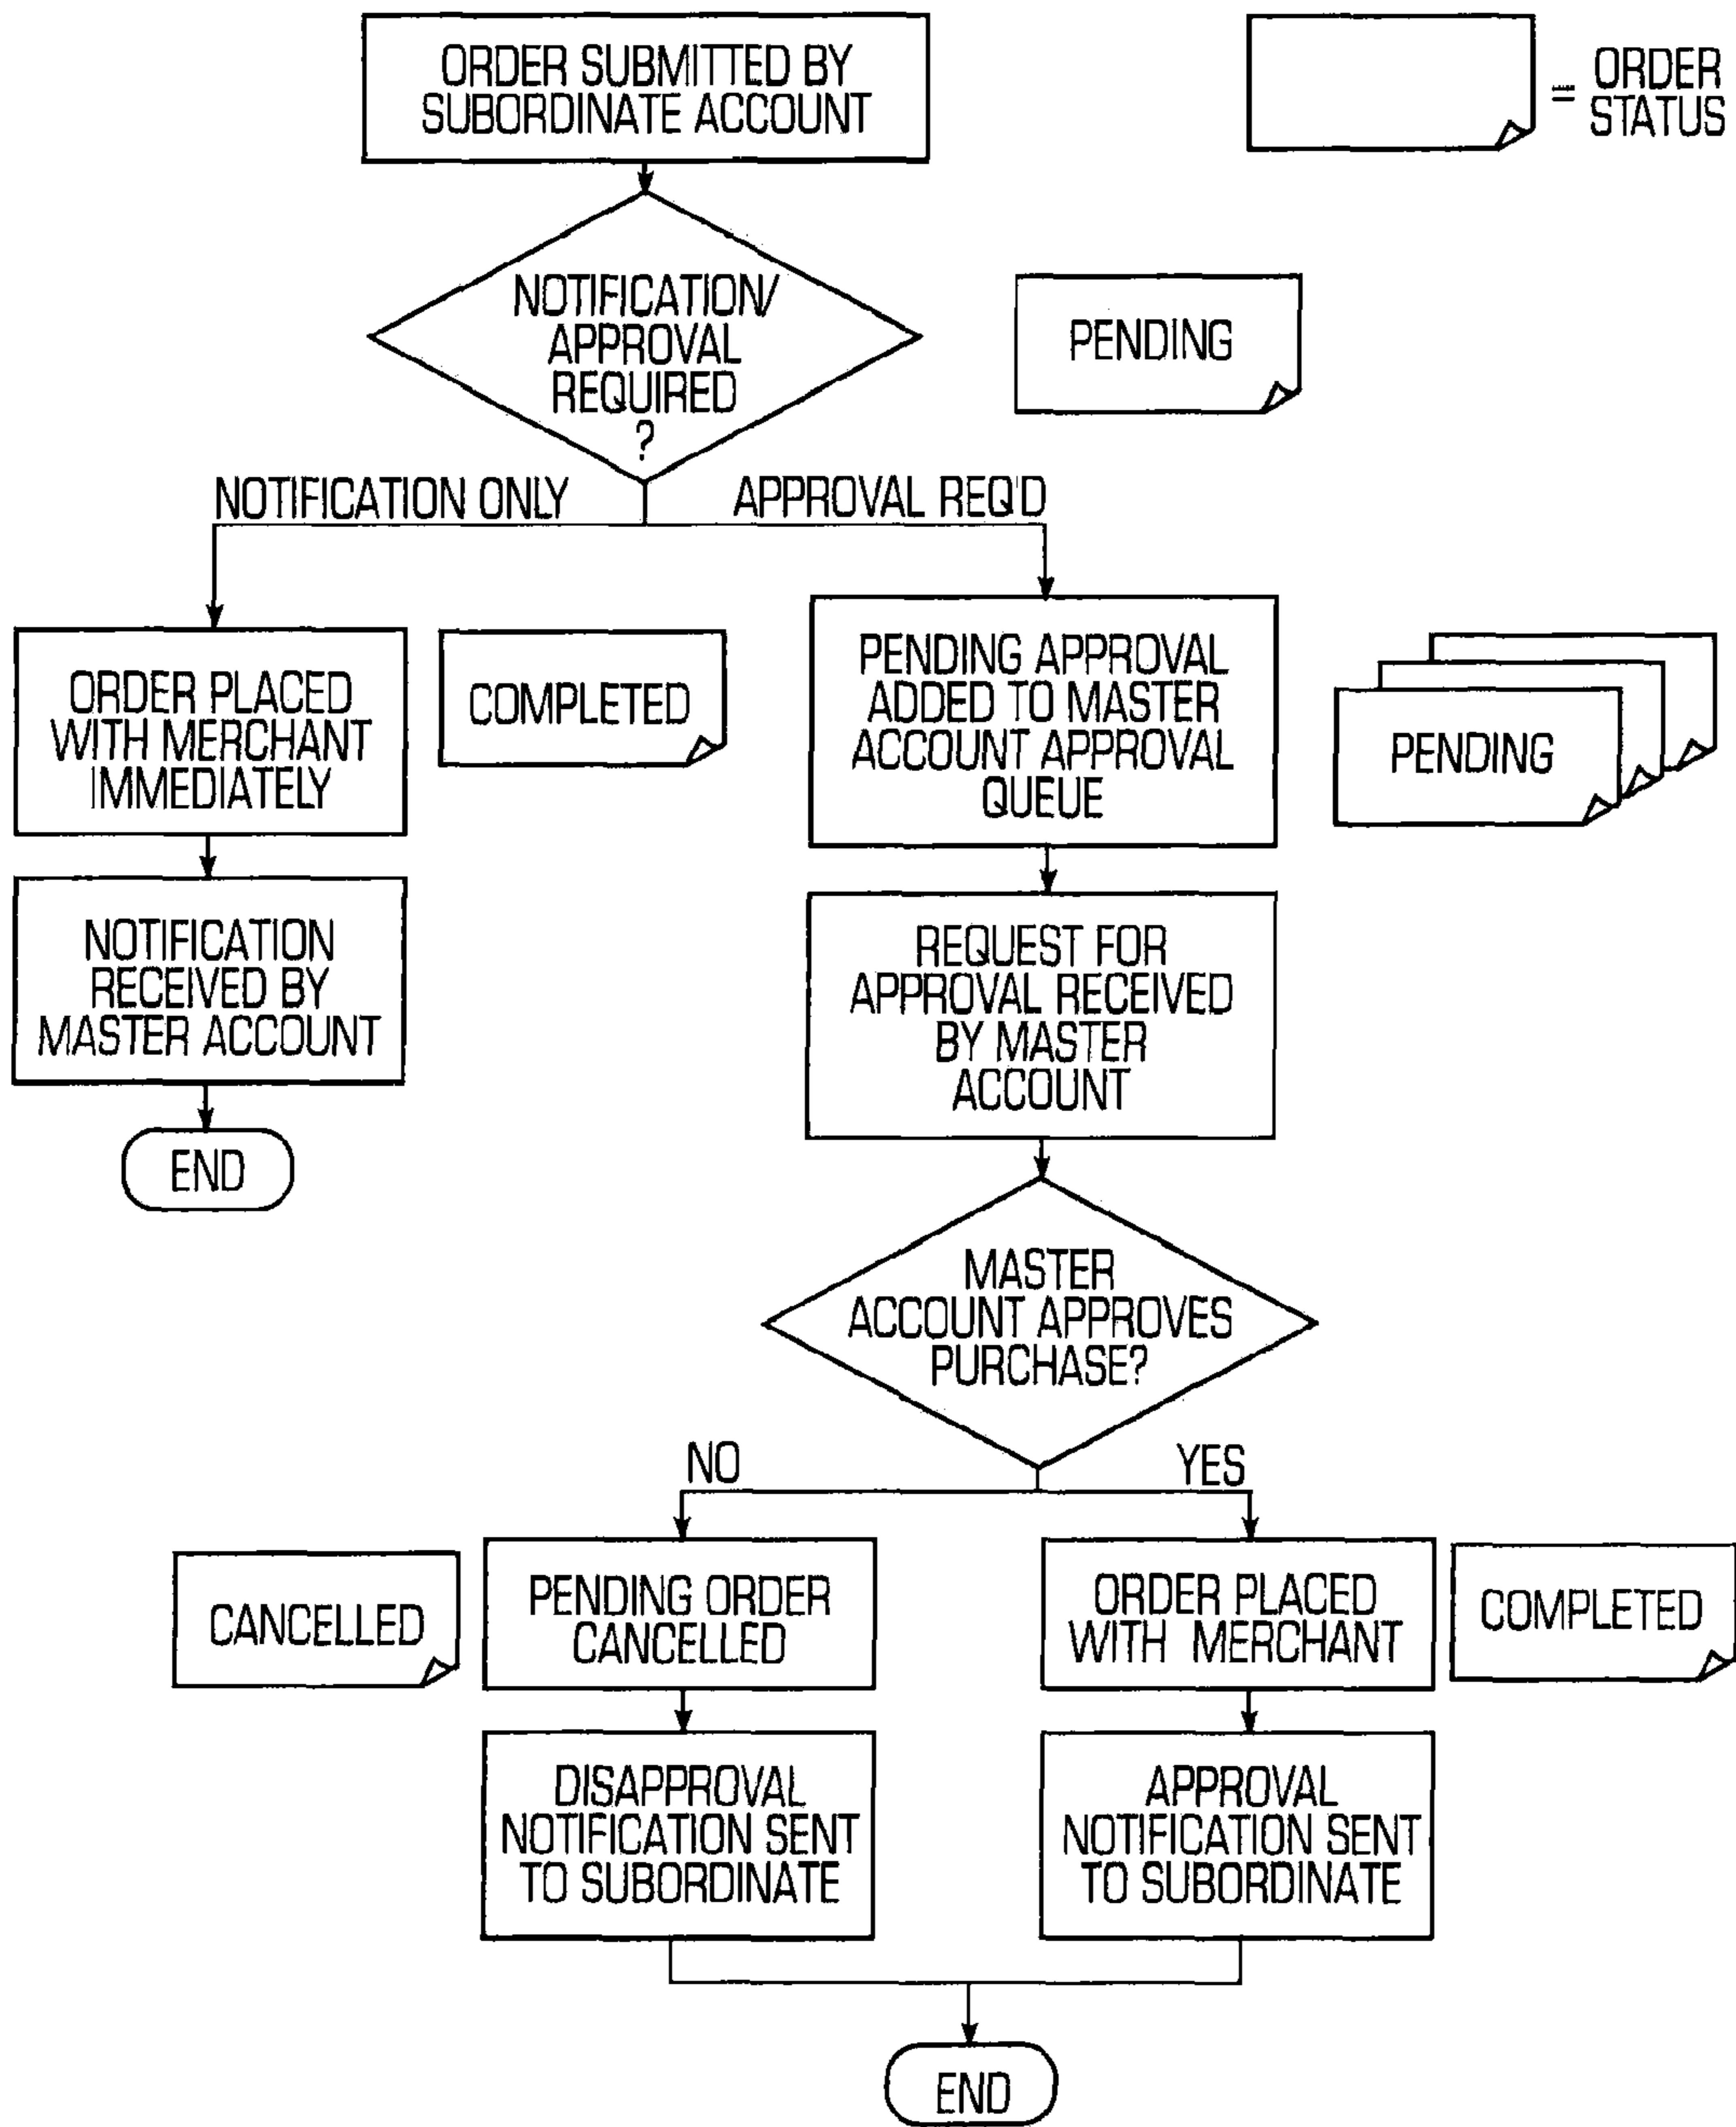 ORDER SUBMITTED BY
SUBORDINATE ACCOUNT
= ORDER
STATUS
NOTIFICATION/
APPROVAL
REQUIRED
?
PENDING
NOTIFICATION ONLY
APPROVAL REQ'D
ORDER PLACED
WITH MERCHANT
IMMEDIATELY
COMPLETED
PENDING APPROVAL
ADDED TO MASTER
ACCOUNT APPROVAL
QUEUE
PENDING
NOTIFICATION
RECEIVED BY
MASTER ACCOUNT
REQUEST FOR
APPROVAL RECEIVED
BY MASTER
ACCOUNT
END
MASTER
ACCOUNT APPROVES
PURCHASE?
NO
YES
CANCELLED
PENDING ORDER
CANCELLED
ORDER PLACED
WITH MERCHANT
COMPLETED
DISAPPROVAL
NOTIFICATION SENT
TO SUBORDINATE
APPROVAL
NOTIFICATION SENT
TO SUBORDINATE
END